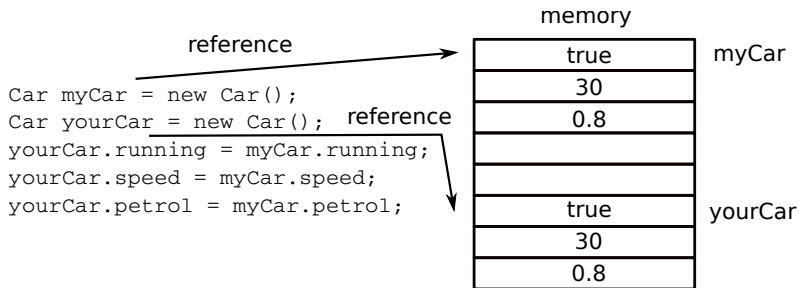 memory
reference
true
myCar
30
0.8
Car myCar = new Car();
Car yourCar = new Car();
reference
yourCar.running = myCar.running;
yourCar.speed = myCar.speed;
yourCar.petrol = myCar.petrol;
true
yourCar
30
0.8